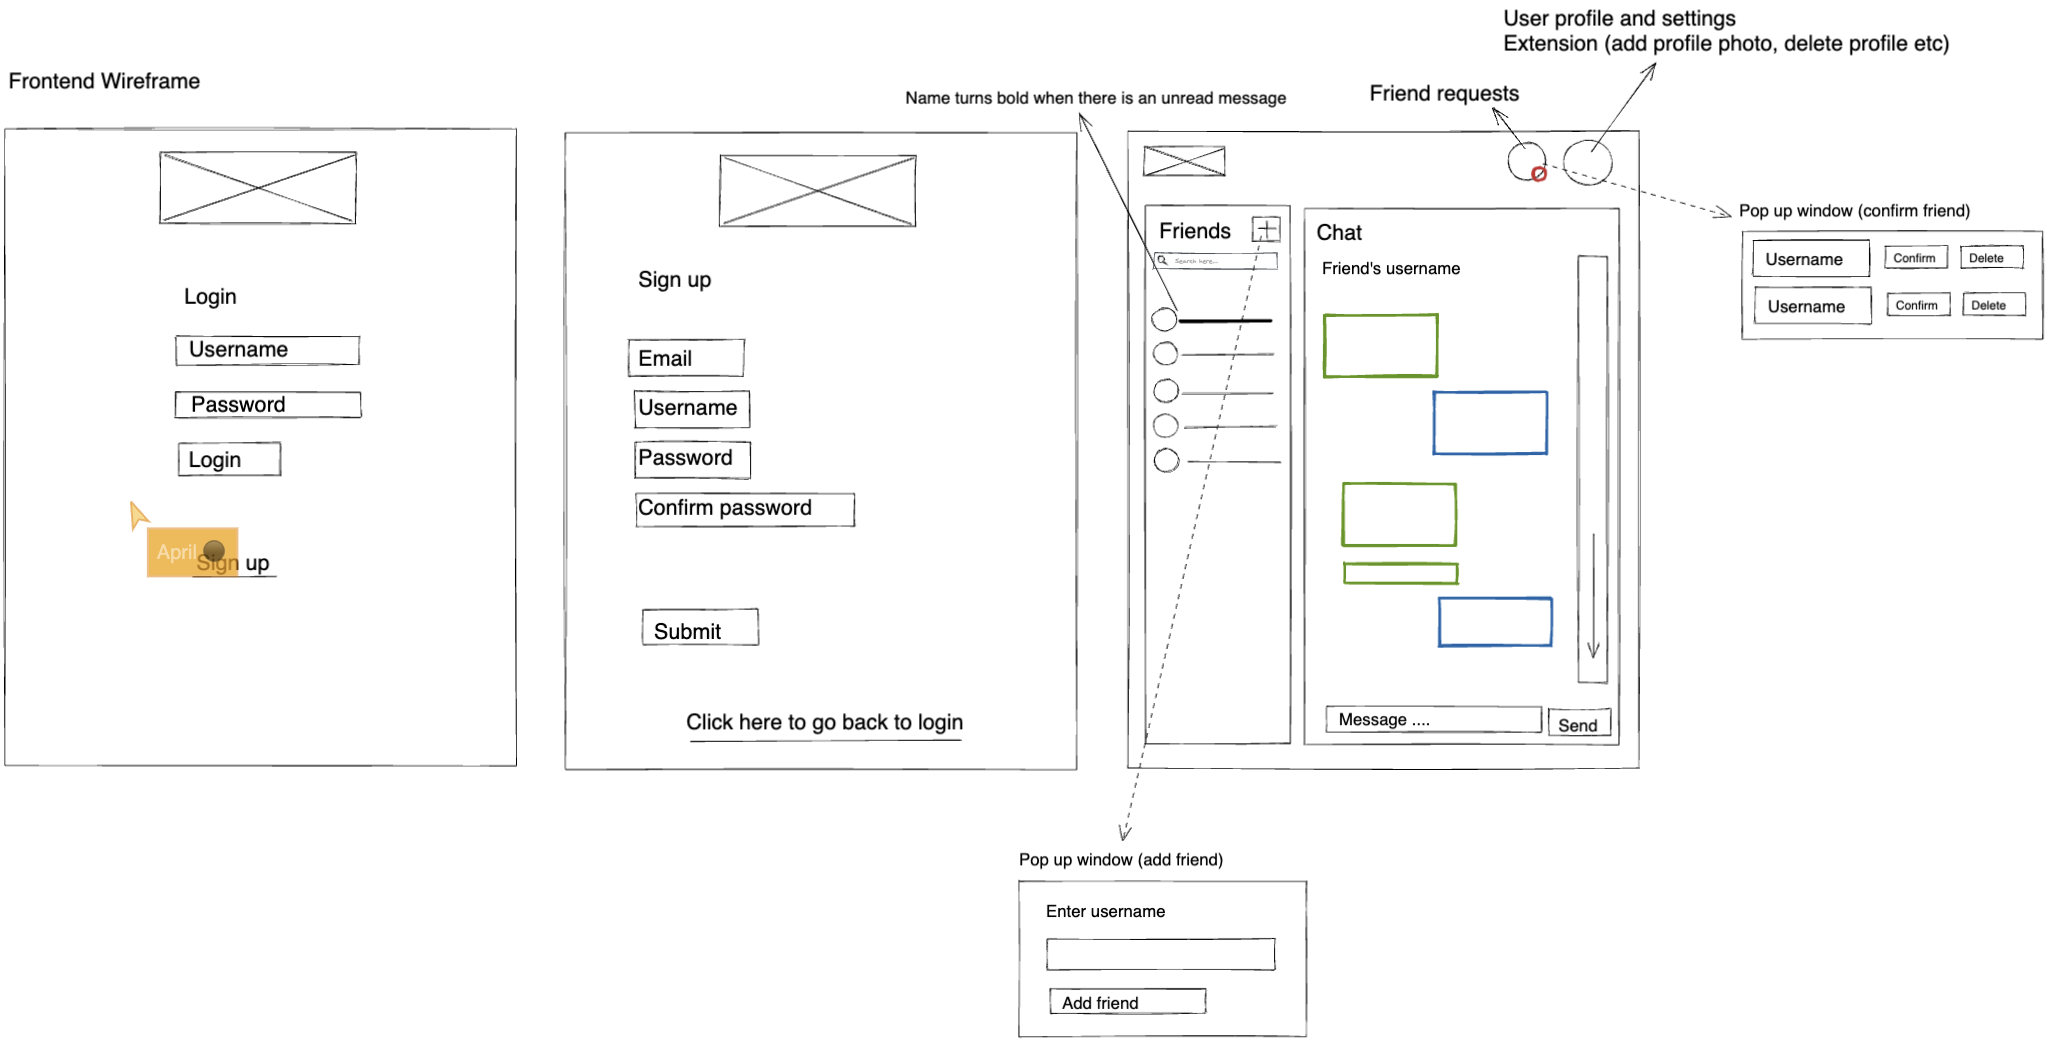 Frontend Wireframe
Login
Username
Password
Login
April
Sign up
Sign up
Email
Username
Password
Confirm password
Submit
Click here to go back to login
Name turns bold when there is an unread message
Friend requests
User profile and settings
Extension (add profile photo, delete profile etc)
Friends
Search here...
Chat
Friend's username
Message ....
Send
Pop up window (confirm friend)
Username Confirm Delete
Username Confirm Delete
Pop up window (add friend)
Enter username
Add friend